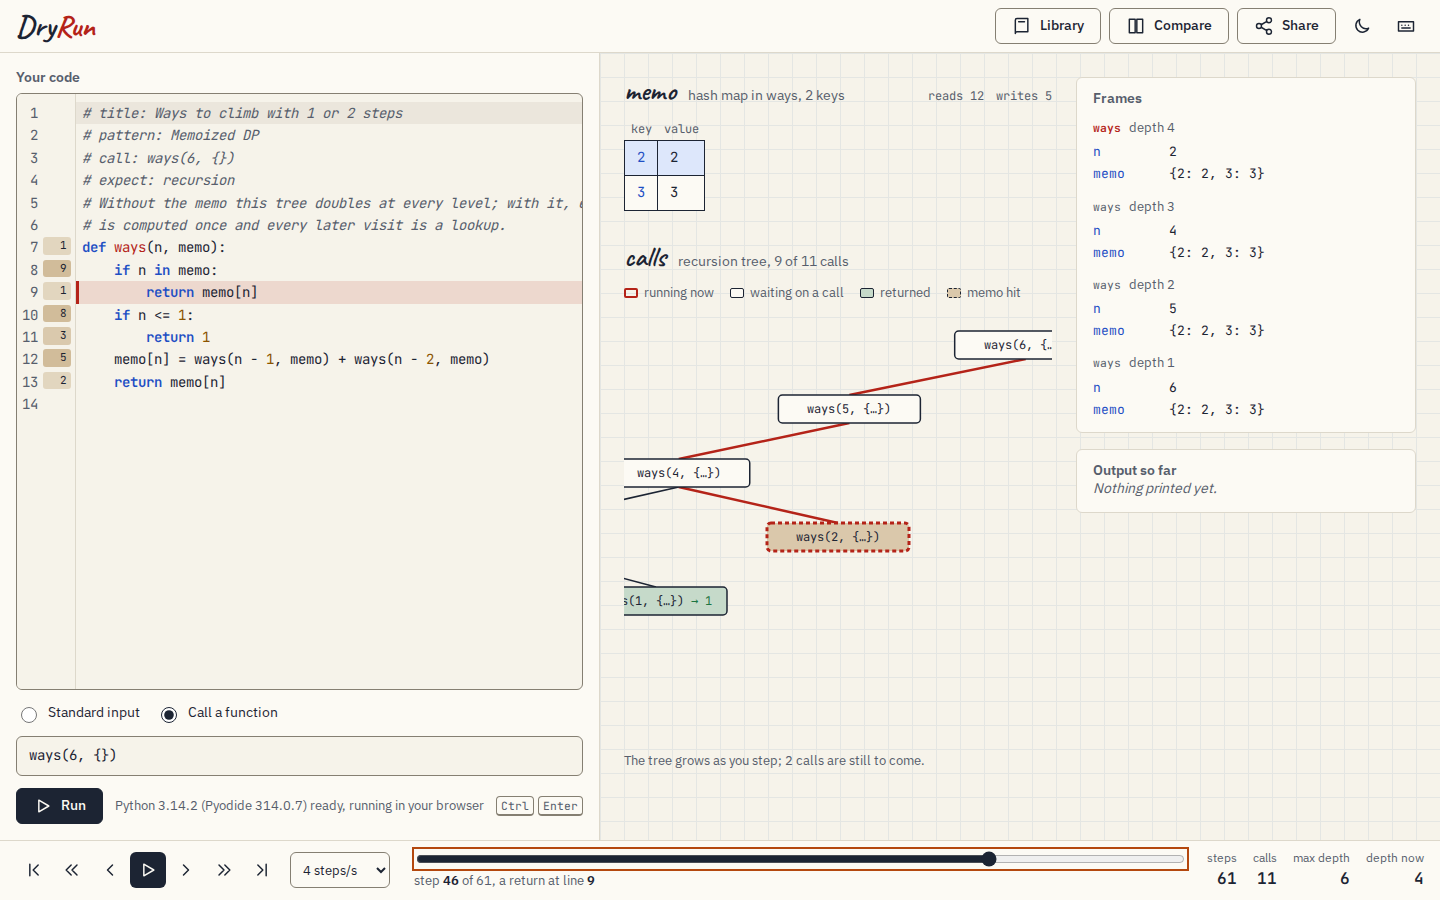 DryRun
Library
Compare
Share
Your code
1 # title: Ways to climb with 1 or 2 steps
2 # pattern: Memoized DP
3 # call: ways(6, {})
4 # expect: recursion
5 # Without the memo this tree doubles at every level; with it,
6 # is computed once and every later visit is a lookup.
7 1 def ways(n, memo):
8 9 if n in memo:
9 1 return memo[n]
10 8 if n <= 1:
11 3 return 1
12 5 memo[n] = ways(n - 1, memo) + ways(n - 2, memo)
13 2 return memo[n]
14
Standard input
Call a function
ways(6, {})
Run
Python 3.14.2 (Pyodide 314.0.7) ready, running in your browser
Ctrl Enter
memo hash map in ways, 2 keys
reads 12 writes 5
key value
2 2
3 3
calls recursion tree, 9 of 11 calls
running now
waiting on a call
returned
memo hit
ways(6, {…
ways(5, {…})
ways(4, {…})
ways(2, {…})
s(1, {…}) → 1
The tree grows as you step; 2 calls are still to come.
Frames
ways depth 4
n 2
memo {2: 2, 3: 3}
ways depth 3
n 4
memo {2: 2, 3: 3}
ways depth 2
n 5
memo {2: 2, 3: 3}
ways depth 1
n 6
memo {2: 2, 3: 3}
Output so far
Nothing printed yet.
4 steps/s
step 46 of 61, a return at line 9
steps calls max depth depth now
61 11 6 4